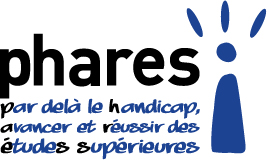 phares
par delà le handicap,
avancer et réussir des
études supérieures